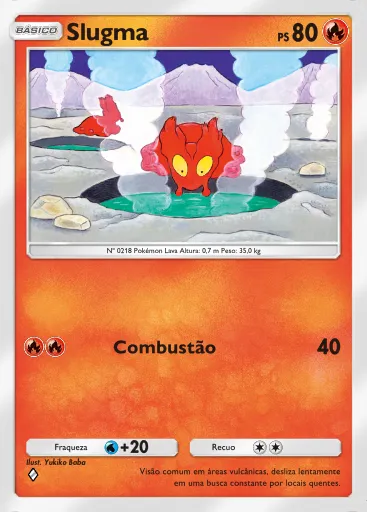 BÁSICO Slugma PS 80
Nº 0218 Pokémon Lava Altura: 0,7 m Peso: 35,0 kg
Combustão 40
Fraqueza +20 Recuo
Ilust. Yukiko Baba
Visão comum em áreas vulcânicas, desliza lentamente
em uma busca constante por locais quentes.